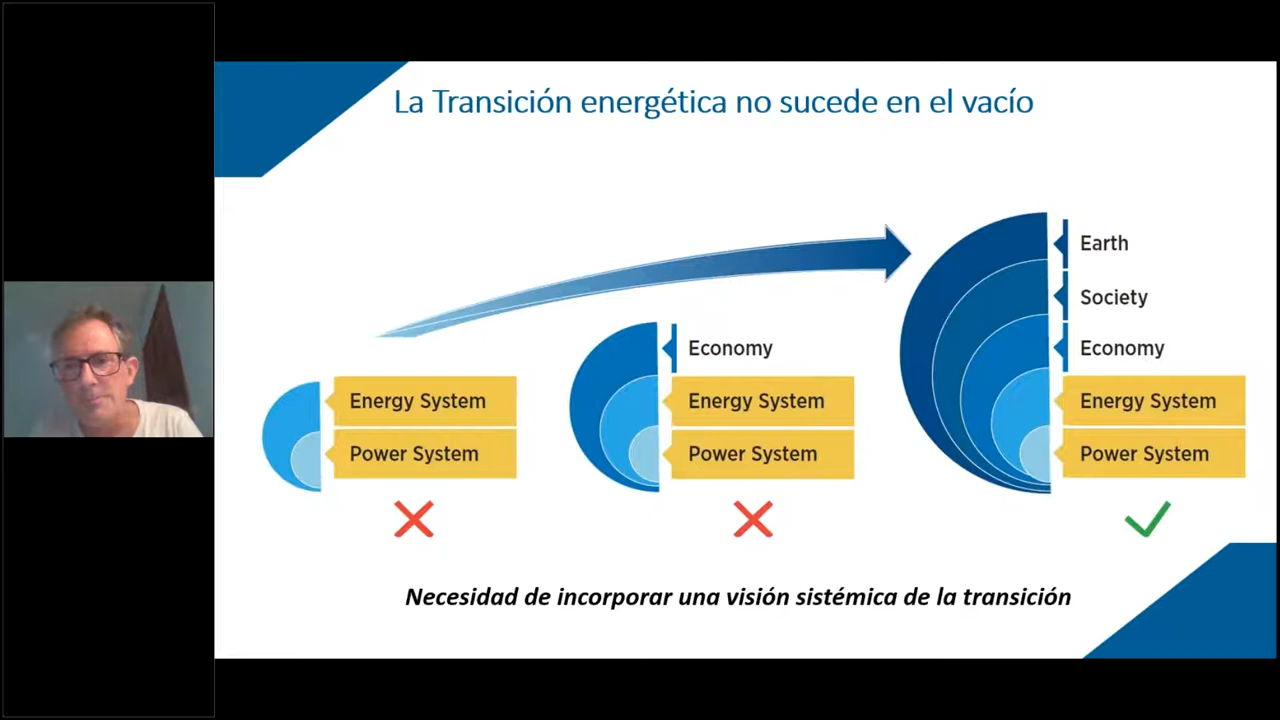 La Transición energética no sucede en el vacío
Energy System
Power System
Economy
Energy System
Power System
Earth
Society
Economy
Energy System
Power System
Necesidad de incorporar una visión sistémica de la transición